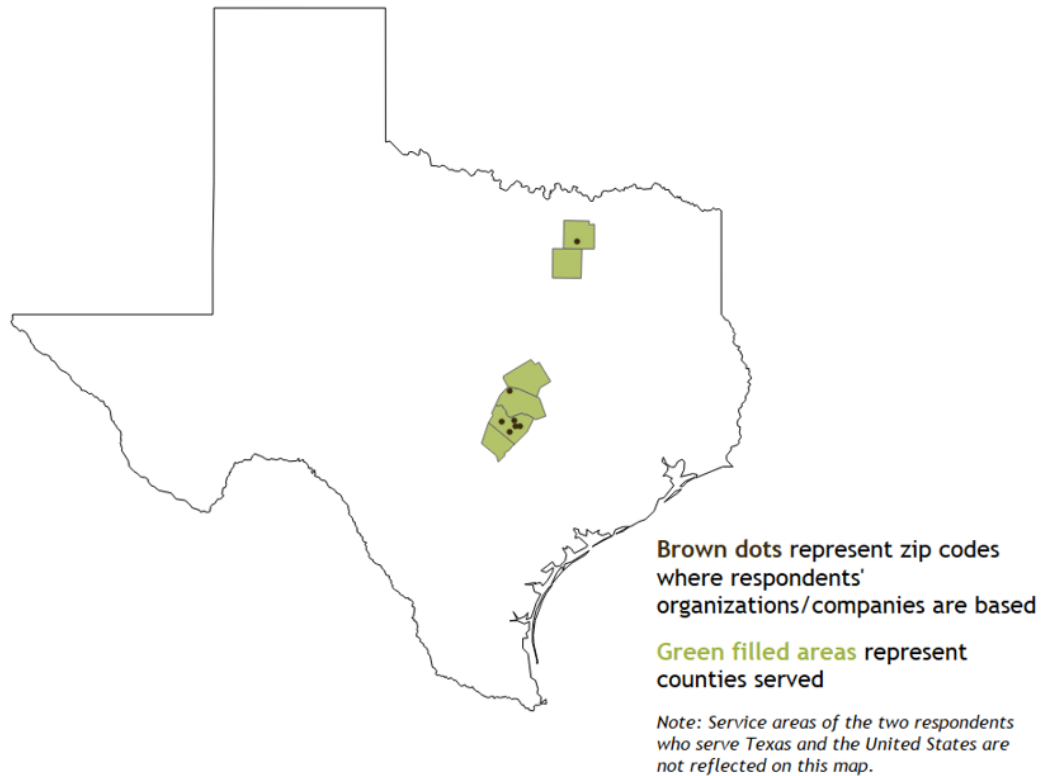 Brown dots represent zip codes
where respondents'
organizations/companies are based
Green filled areas represent
counties served
Note: Service areas of the two respondents
who serve Texas and the United States are
not reflected on this map.